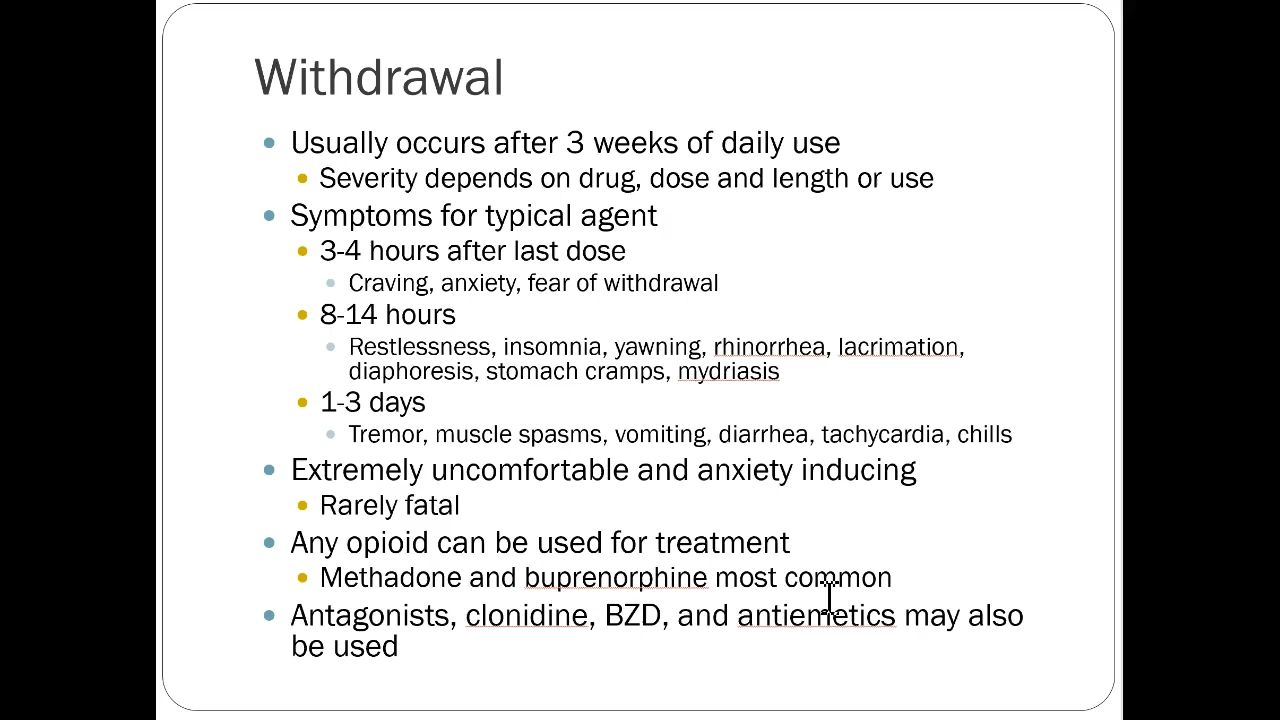 Withdrawal
Usually occurs after 3 weeks of daily use
Severity depends on drug, dose and length or use
Symptoms for typical agent
3-4 hours after last dose
Craving, anxiety, fear of withdrawal
8-14 hours
Restlessness, insomnia, yawning, rhinorrhea, lacrimation,
diaphoresis, stomach cramps, mydriasis
1-3 days
Tremor, muscle spasms, vomiting, diarrhea, tachycardia, chills
Extremely uncomfortable and anxiety inducing
Rarely fatal
Any opioid can be used for treatment
Methadone and buprenorphine most common
Antagonists, clonidine, BZD, and antiemetics may also
be used